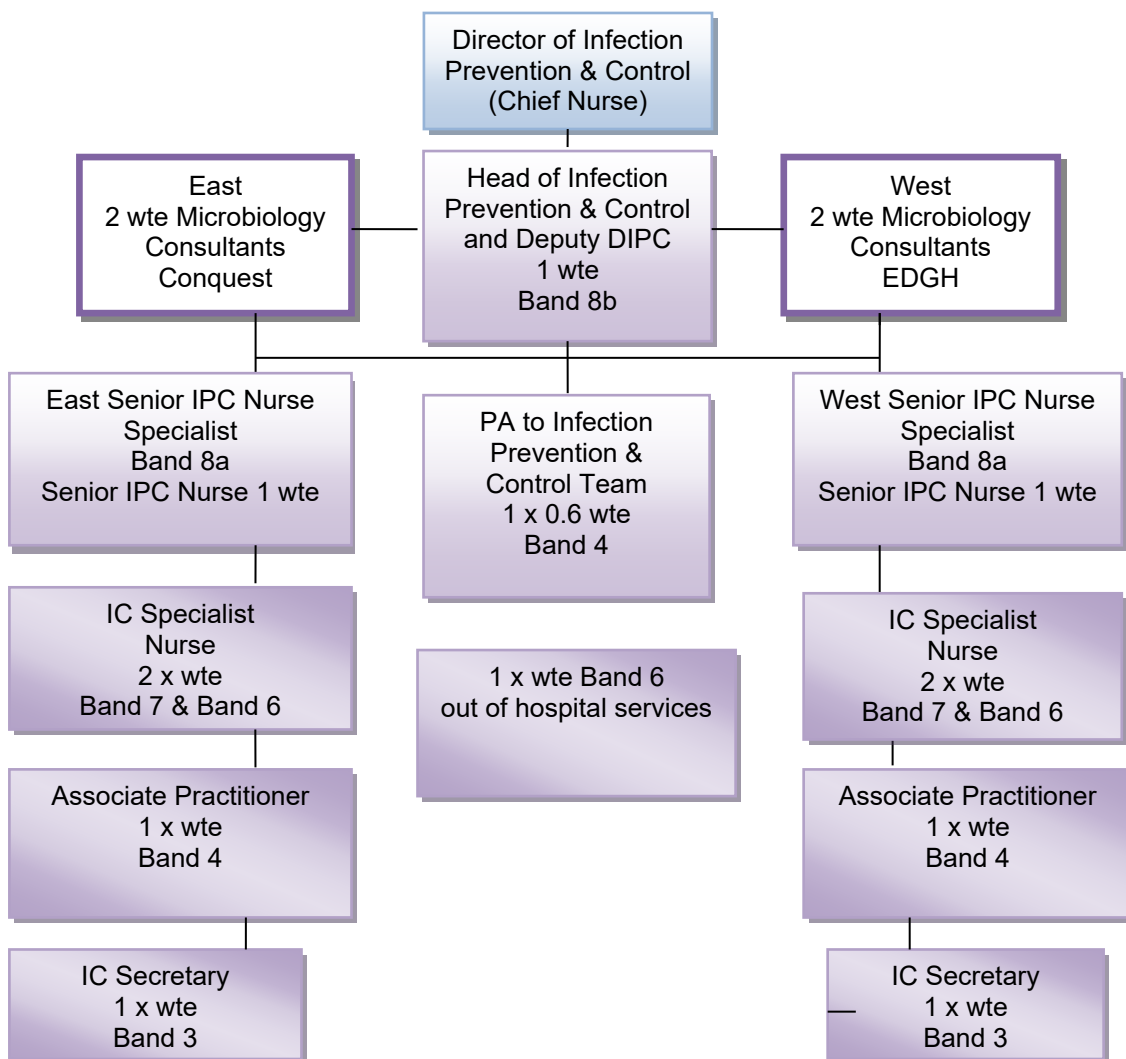 Director of Infection
Prevention & Control
(Chief Nurse)
East
2 wte Microbiology
Consultants
Conquest
Head of Infection
Prevention & Control
and Deputy DIPC
1 wte
Band 8b
West
2 wte Microbiology
Consultants
EDGH
East Senior IPC Nurse
Specialist
Band 8a
Senior IPC Nurse 1 wte
PA to Infection
Prevention &
Control Team
1 x 0.6 wte
Band 4
West Senior IPC Nurse
Specialist
Band 8a
Senior IPC Nurse 1 wte
IC Specialist
Nurse
2 x wte
Band 7 & Band 6
1 x wte Band 6
out of hospital services
IC Specialist
Nurse
2 x wte
Band 7 & Band 6
Associate Practitioner
1 x wte
Band 4
Associate Practitioner
1 x wte
Band 4
IC Secretary
1 x wte
Band 3
IC Secretary
1 x wte
Band 3